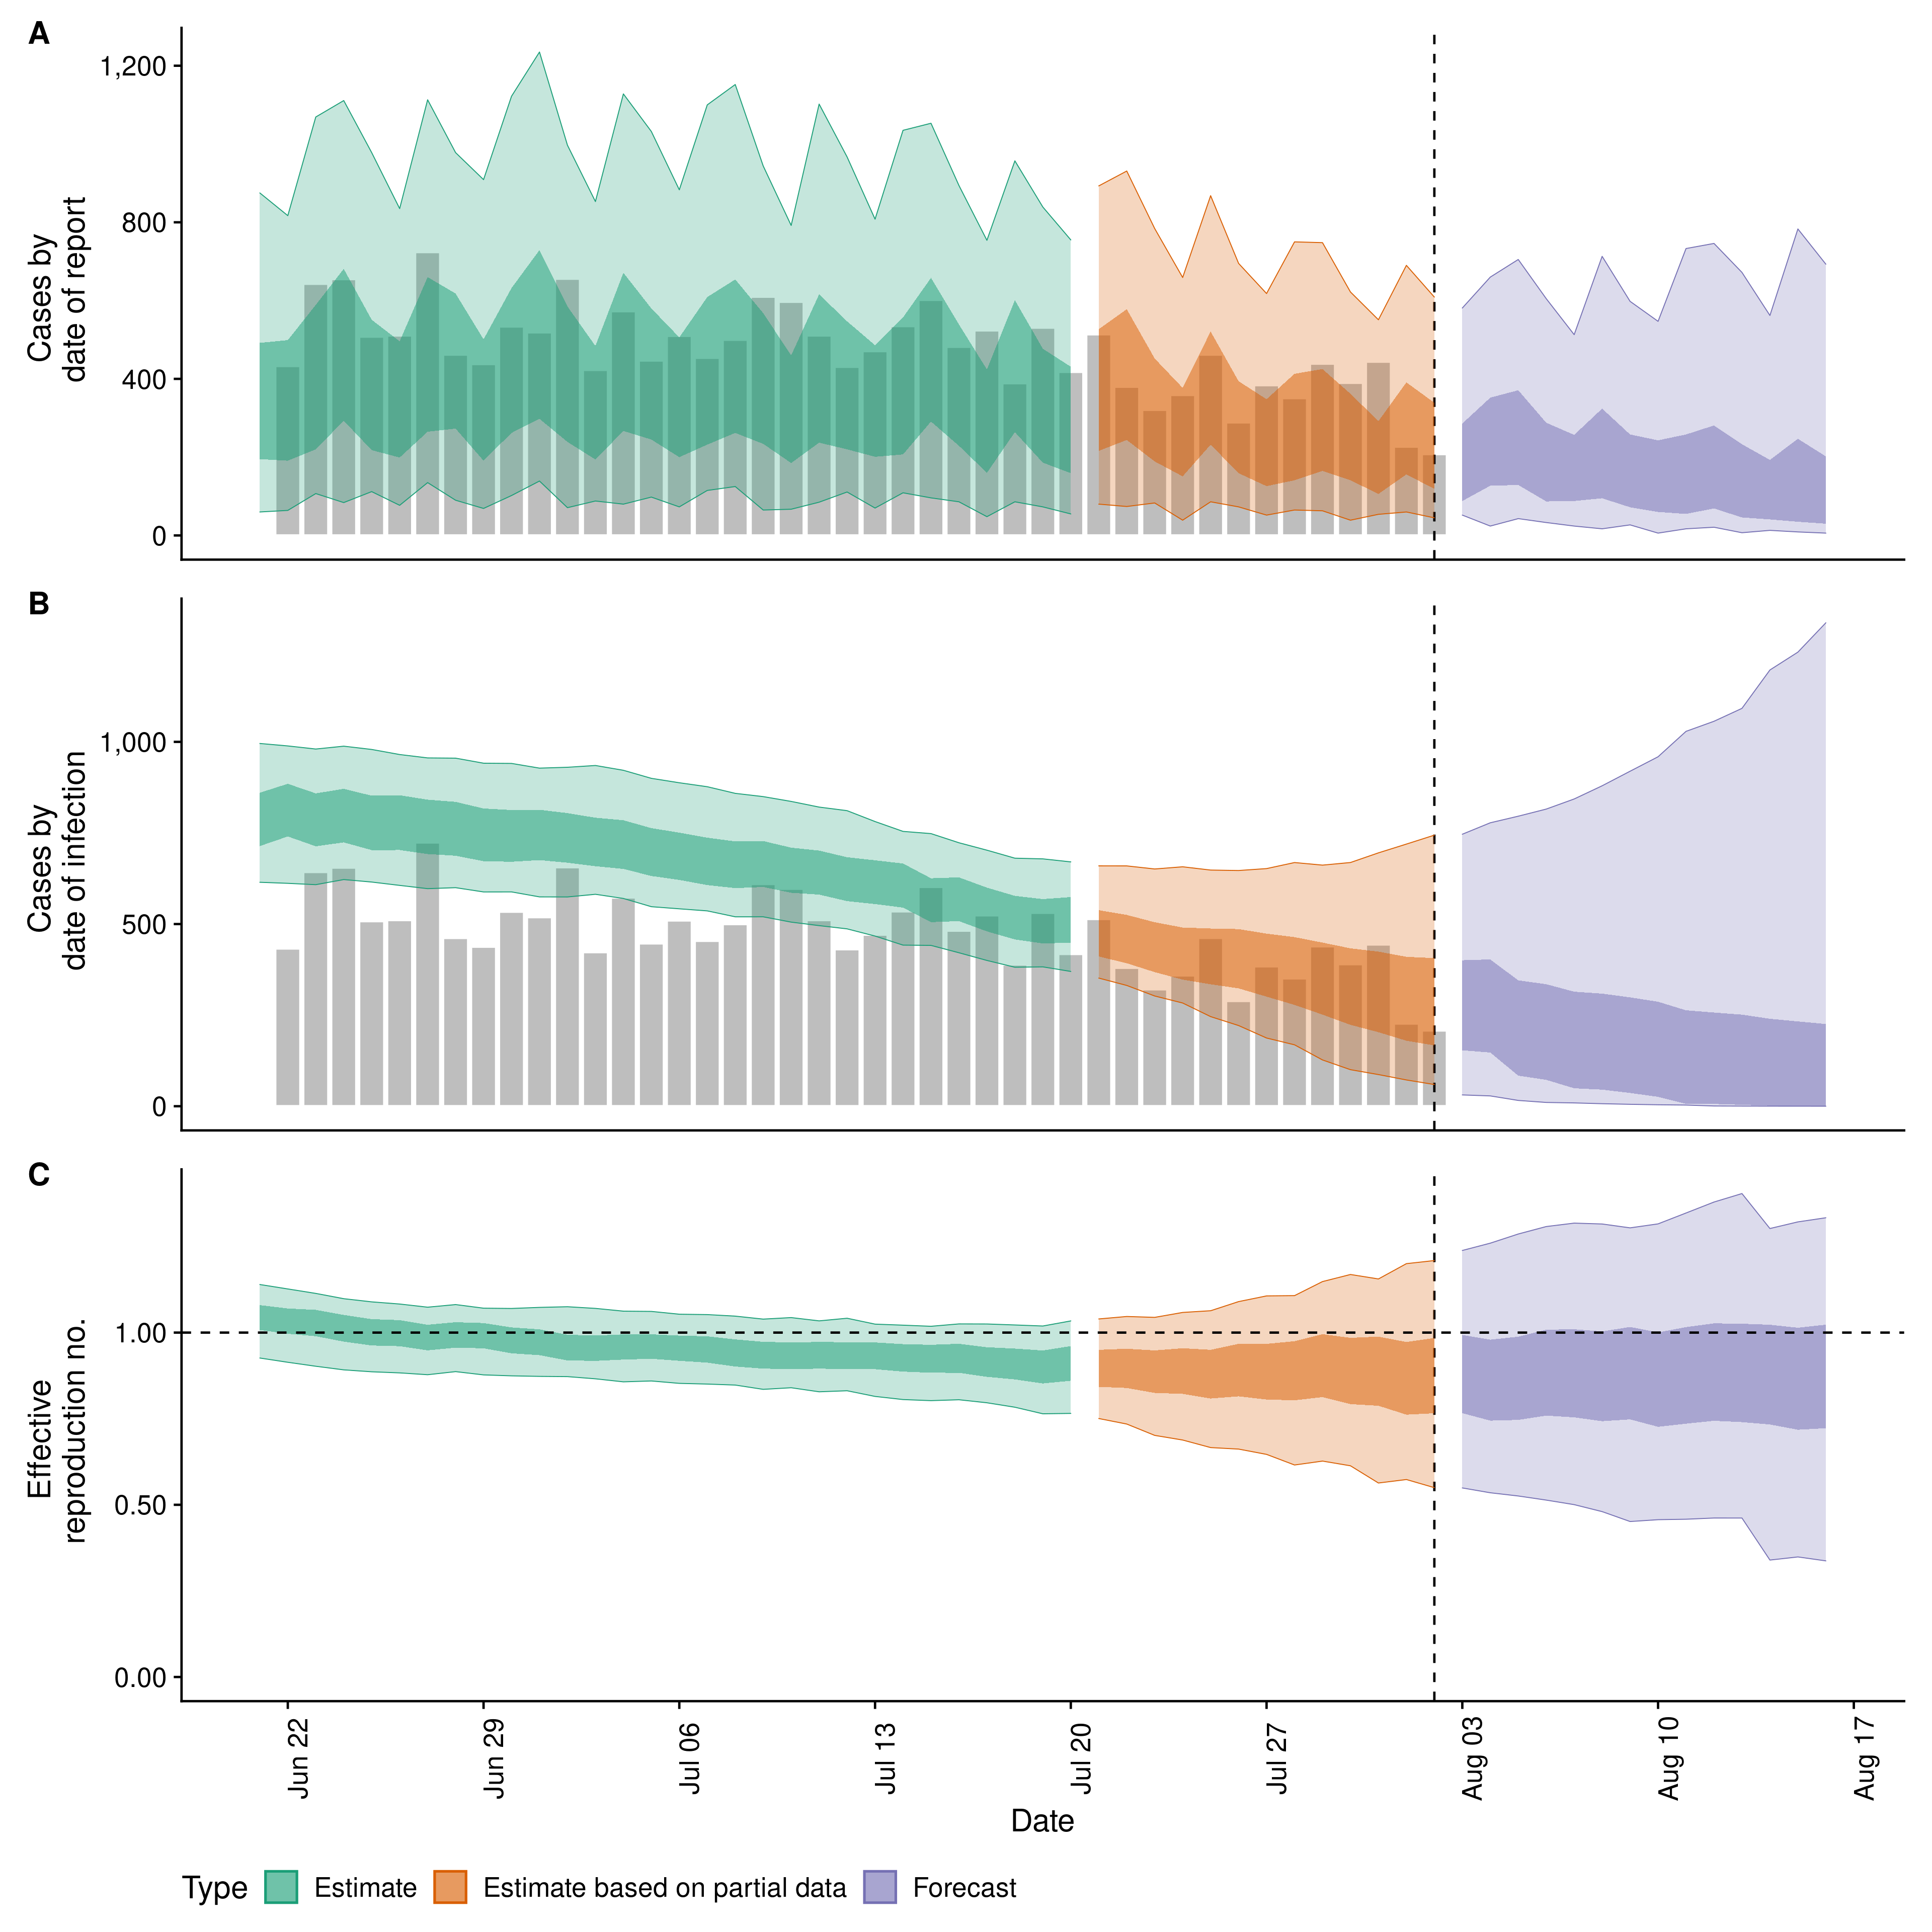 A
1,200
800
400
0
Cases by
date of report
B
1,000
500
0
Cases by
date of infection
C
1.00
0.50
0.00
Effective
reproduction no.
Jun 22
Jun 29
Jul 06
Jul 13
Jul 20
Jul 27
Aug 03
Aug 10
Aug 17
Date
Type
Estimate
Estimate based on partial data
Forecast